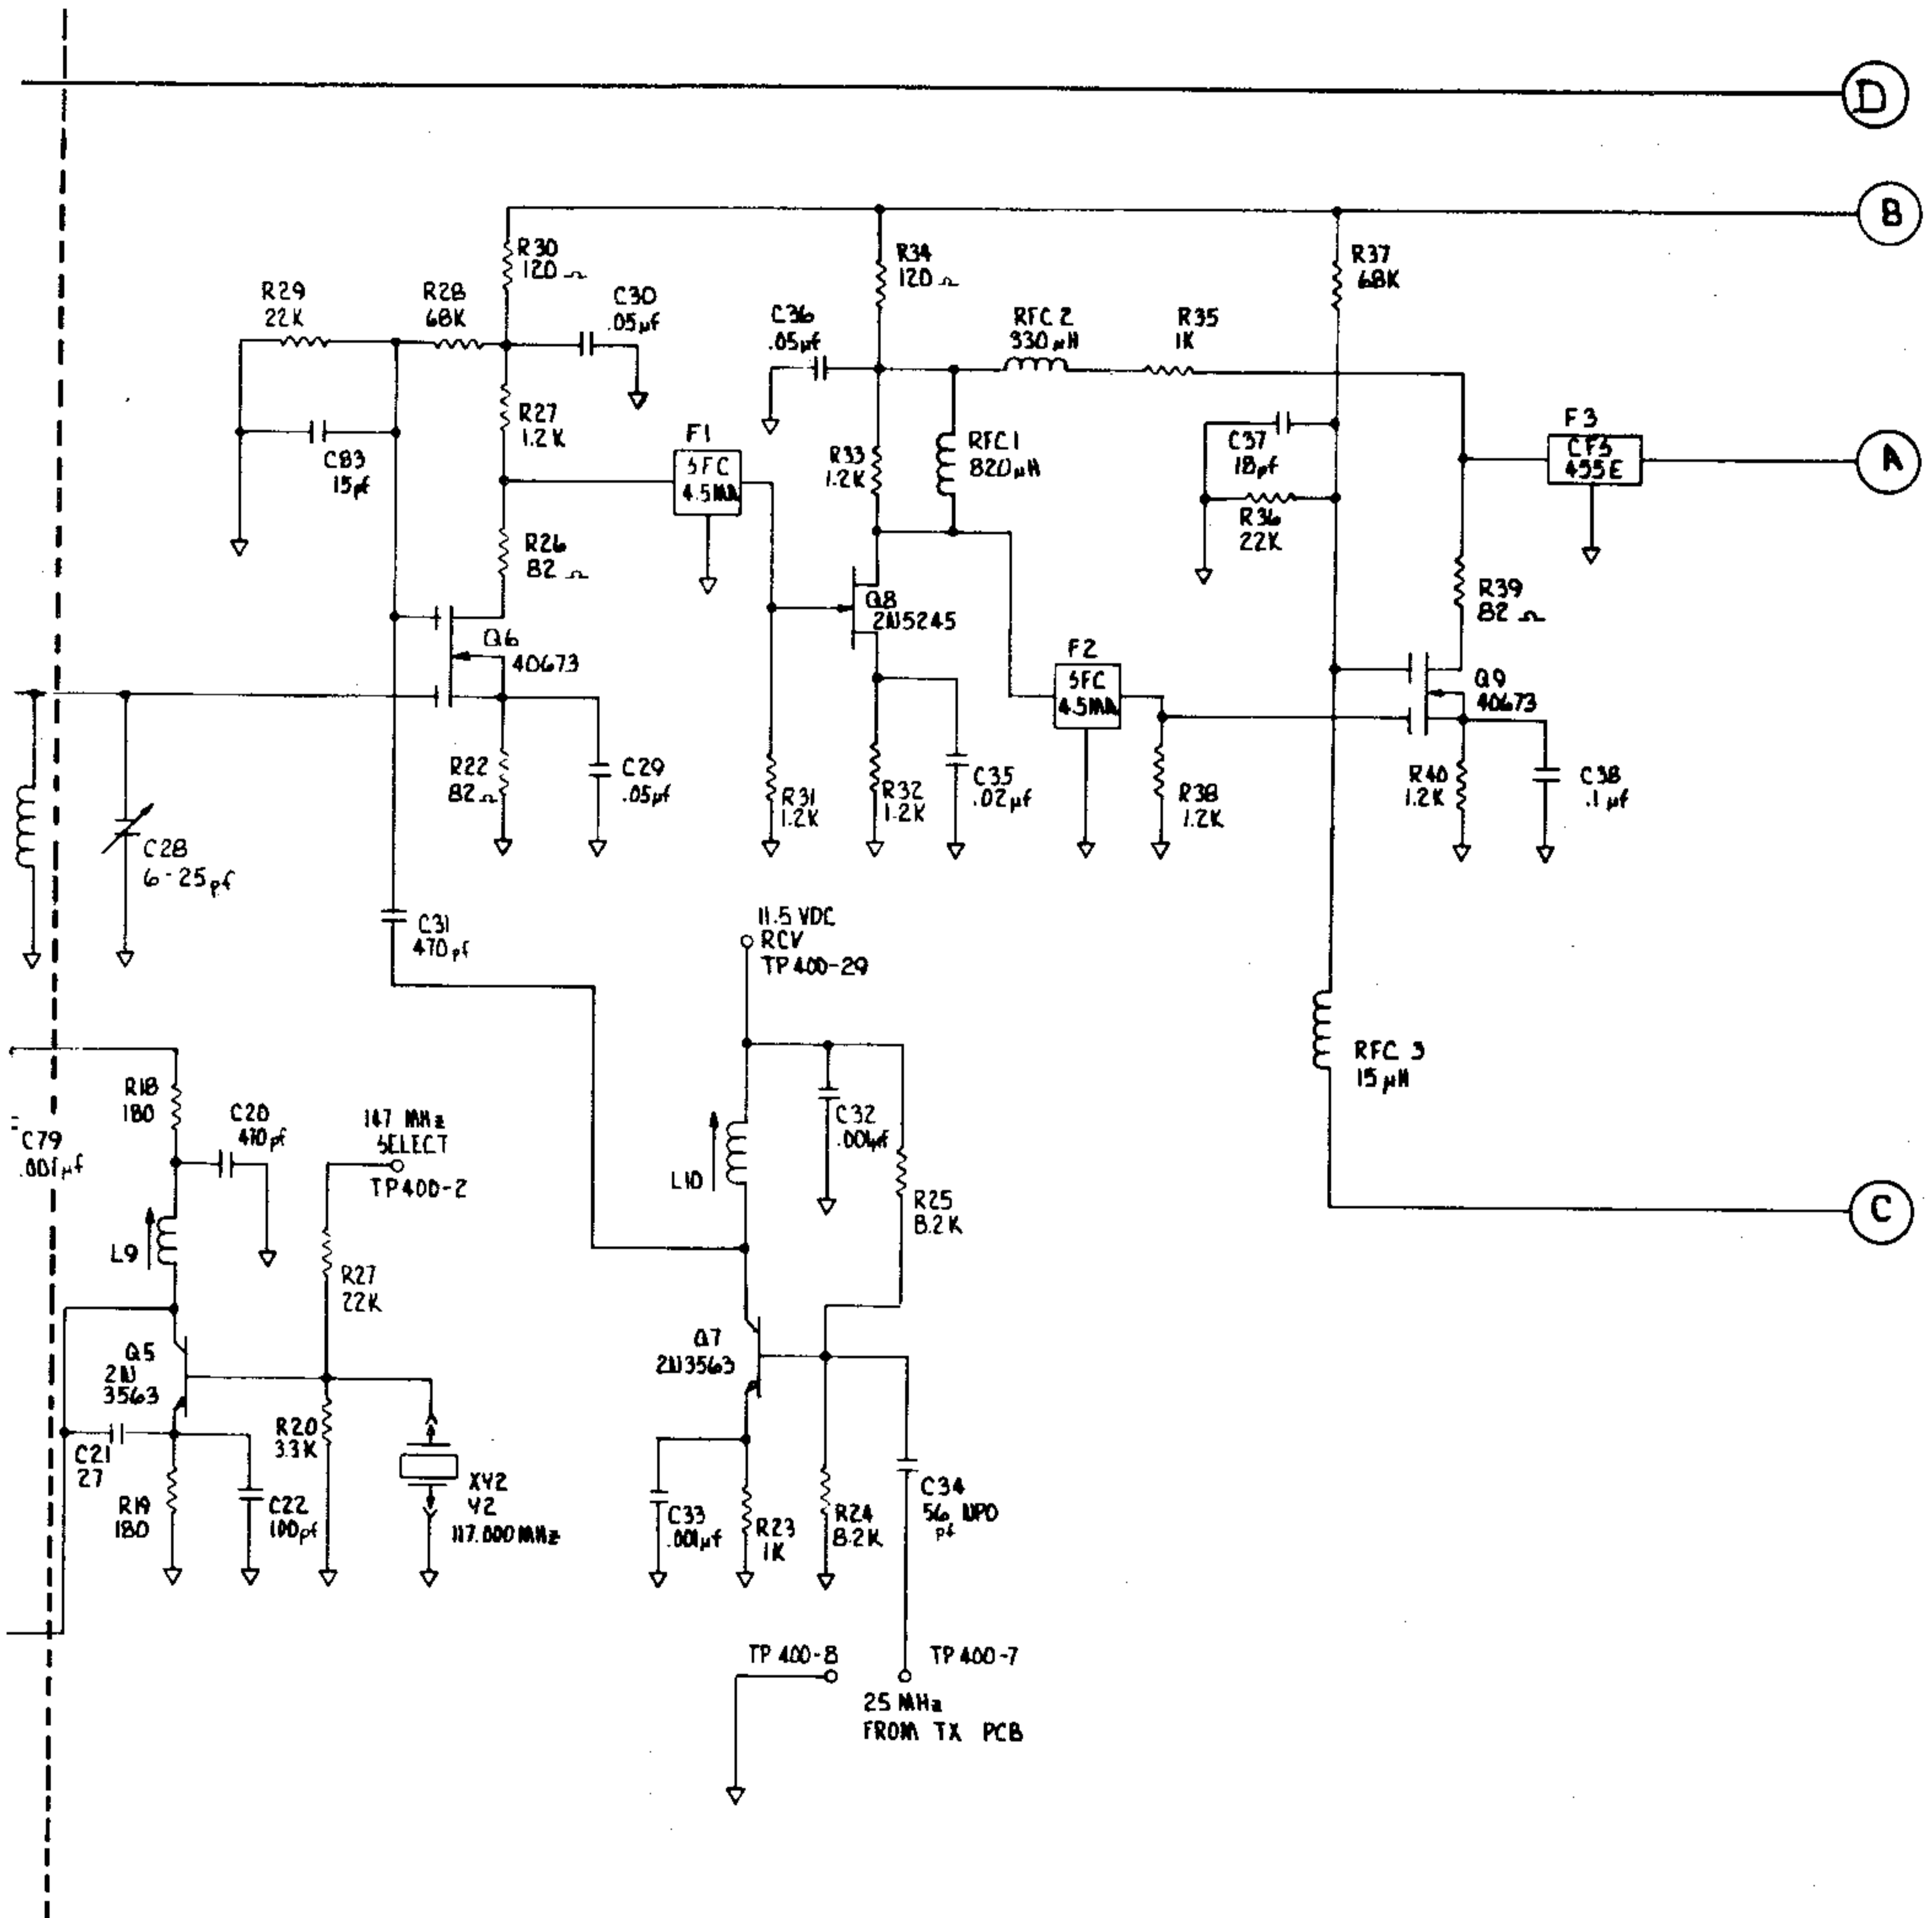 D
B
R30
120 Ω
R34
120 Ω
R37
68K
R29
22K
R28
68K
C30
.05µf
C36
.05µf
RFC 2
330 µH
R35
1K
R27
1.2K
C83
15pf
F1
SFC
4.5MA
R33
1.2K
RFC1
820µH
C37
18pf
F3
CFS
455E
A
R36
22K
R26
82 Ω
Q8
2N5245
R39
82 Ω
Q6
40673
F2
SFC
4.5MA
Q9
40673
R22
82Ω
C29
.05µf
R31
1.2K
R32
1.2K
C35
.02µf
R38
1.2K
R40
1.2K
C38
.1µf
C28
6-25pf
C31
470pf
11.5 VDC
RCV
TP400-29
RFC 3
15µH
R18
180
C20
470pf
147 MHz
SELECT
TP400-2
C79
.001µf
C32
.001µf
L10
R25
8.2K
C
L9
R27
22K
Q5
2N
3563
Q7
2N3563
C21
27
R20
3.3K
R19
180
C22
100pf
XY2
Y2
117.000MHz
C33
.001µf
R23
1K
R24
8.2K
C34
56 NPO
pf
TP 400-8
TP 400-7
25 MHz
FROM TX PCB